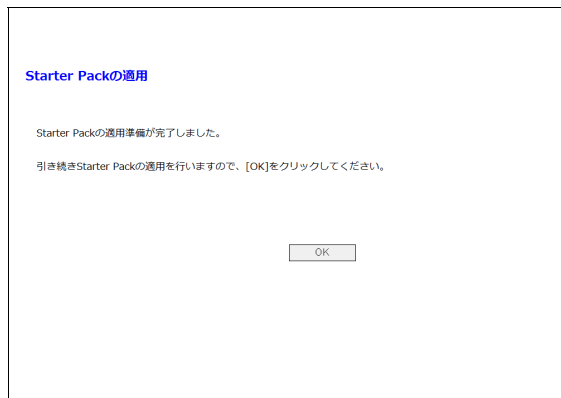 Starter Packの適用
Starter Packの適用準備が完了しました。
引き続きStarter Packの適用を行いますので、[OK]をクリックしてください。
OK